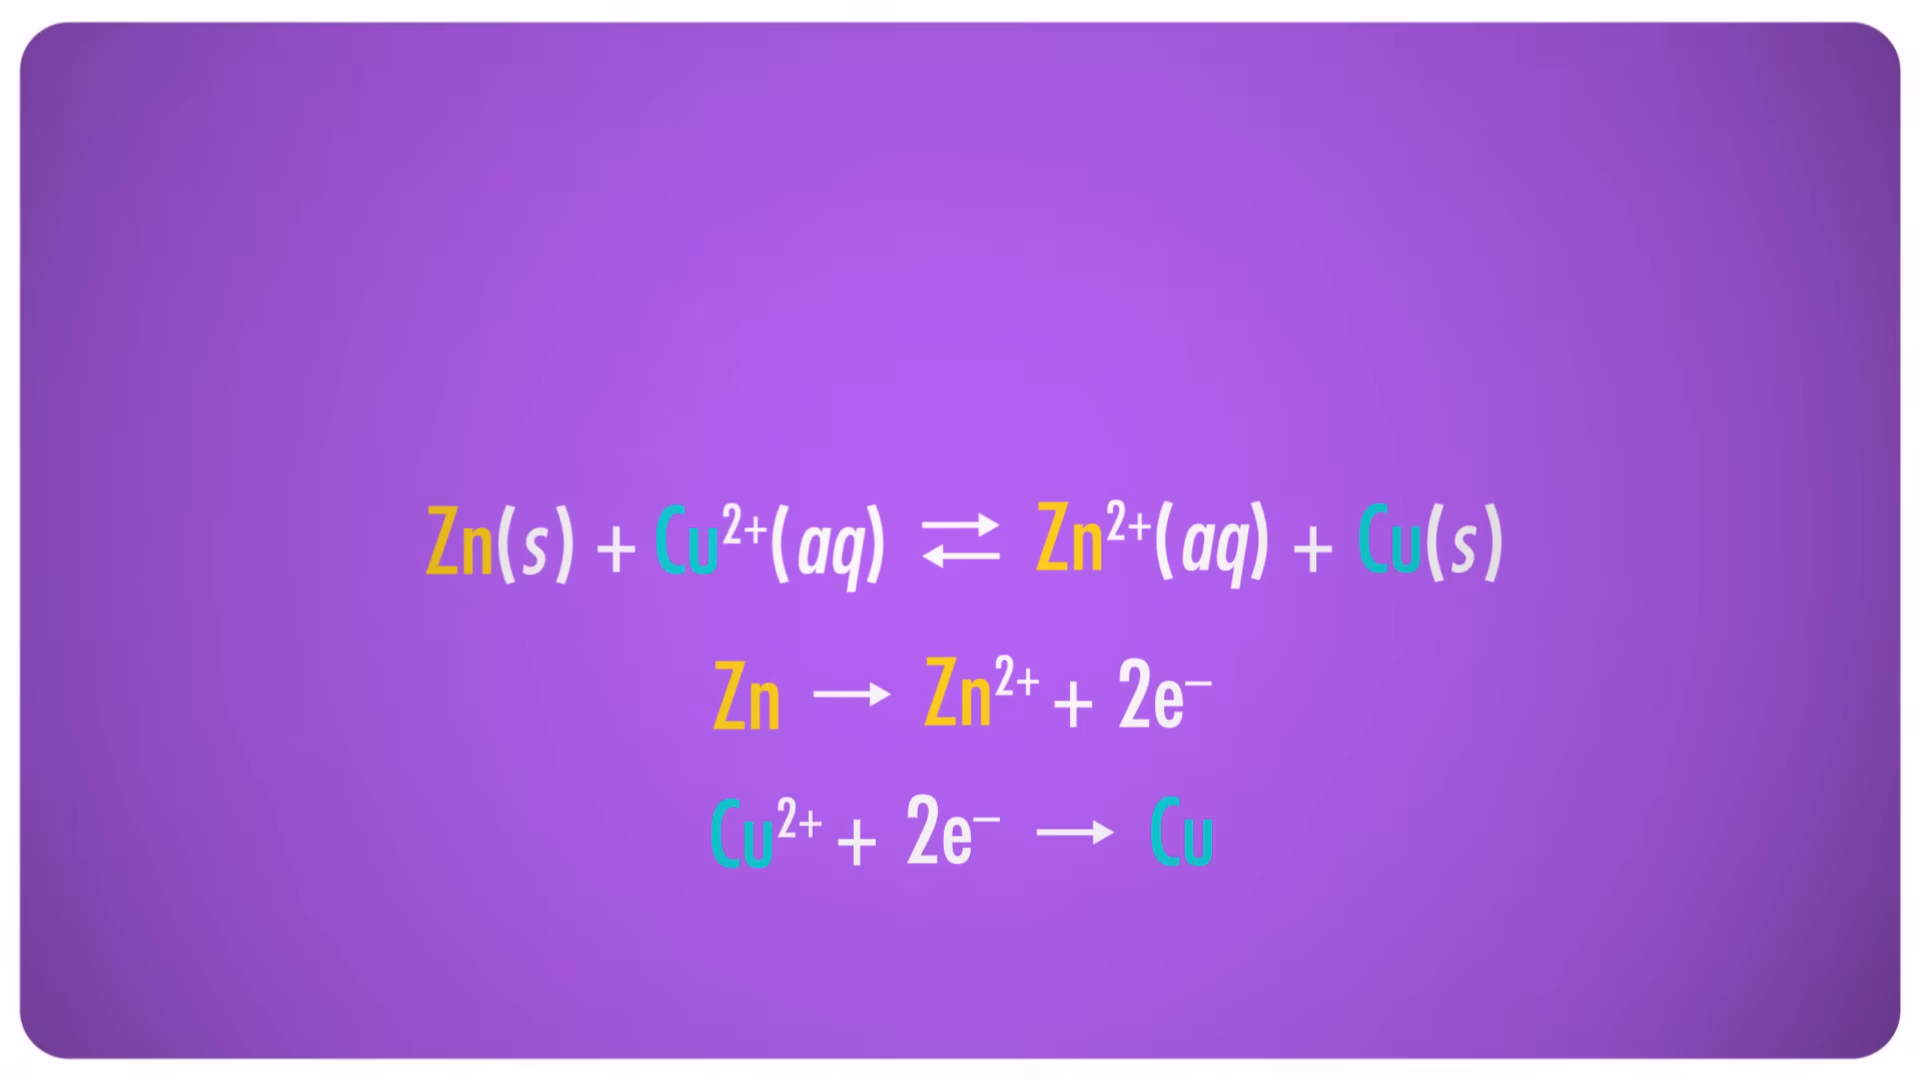 Zn(s) + Cu²⁺(aq) ⇄ Zn²⁺(aq) + Cu(s)
Zn → Zn²⁺ + 2e⁻
Cu²⁺ + 2e⁻ → Cu